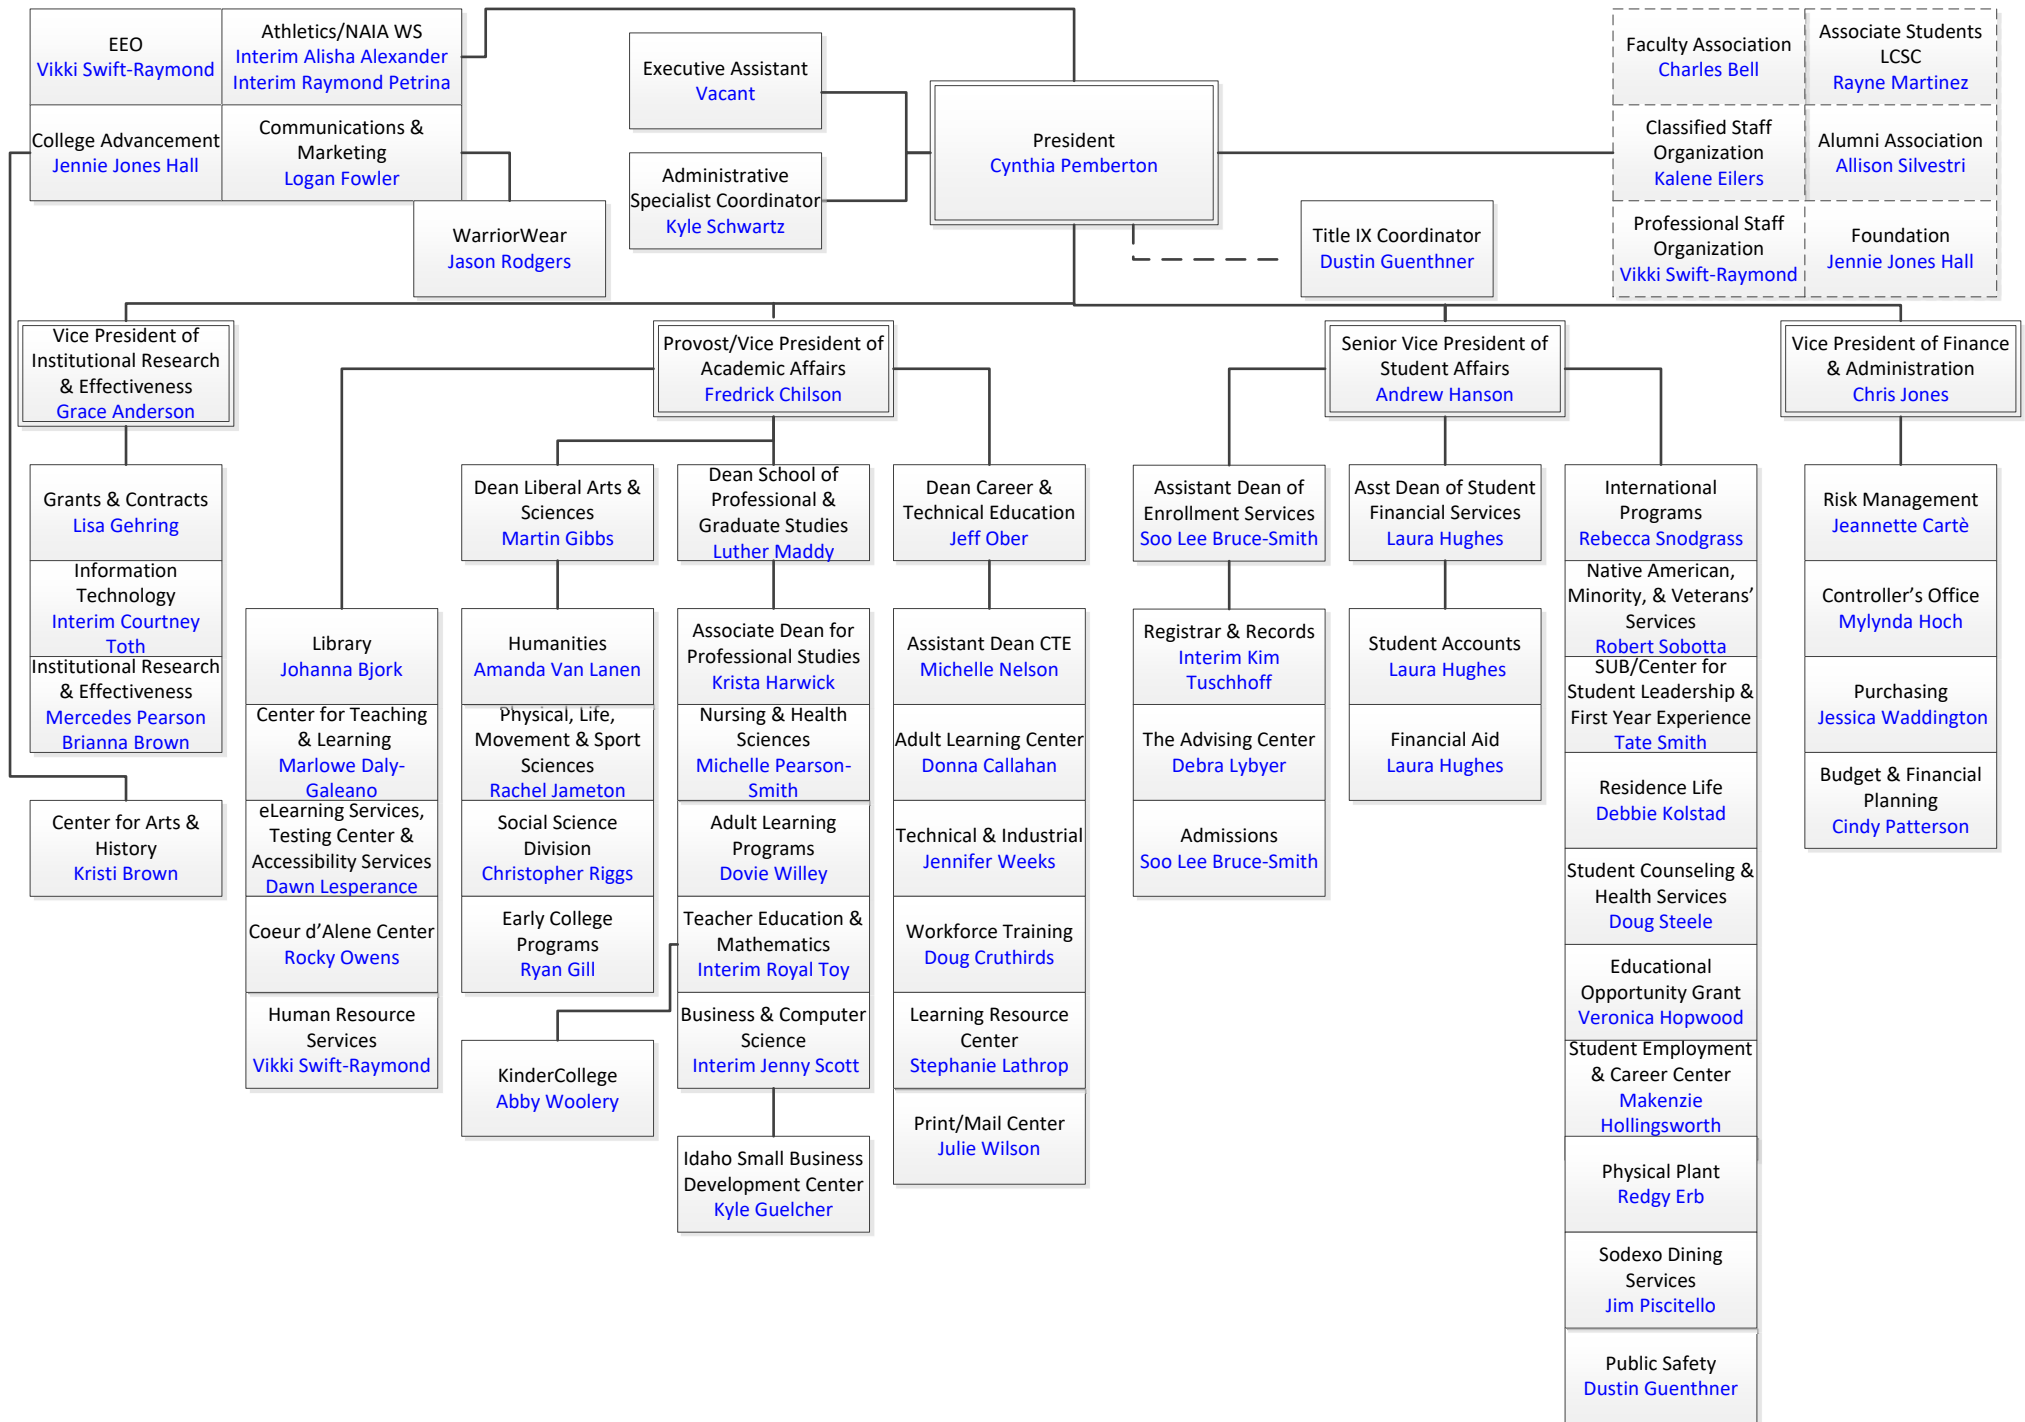 EEO
Vikki Swift-Raymond
Athletics/NAIA WS
Interim Alisha Alexander
Interim Raymond Petrina
College Advancement
Jennie Jones Hall
Communications &
Marketing
Logan Fowler
WarriorWear
Jason Rodgers
Executive Assistant
Vacant
Administrative
Specialist Coordinator
Kyle Schwartz
President
Cynthia Pemberton
Title IX Coordinator
Dustin Guenthner
Faculty Association
Charles Bell
Associate Students
LCSC
Rayne Martinez
Classified Staff
Organization
Kalene Eilers
Alumni Association
Allison Silvestri
Professional Staff
Organization
Vikki Swift-Raymond
Foundation
Jennie Jones Hall
Vice President of
Institutional Research
& Effectiveness
Grace Anderson
Provost/Vice President of
Academic Affairs
Fredrick Chilson
Senior Vice President of
Student Affairs
Andrew Hanson
Vice President of Finance
& Administration
Chris Jones
Grants & Contracts
Lisa Gehring
Information
Technology
Interim Courtney
Toth
Institutional Research
& Effectiveness
Mercedes Pearson
Brianna Brown
Center for Arts &
History
Kristi Brown
Library
Johanna Bjork
Center for Teaching
& Learning
Marlowe Daly-
Galeano
eLearning Services,
Testing Center &
Accessibility Services
Dawn Lesperance
Coeur d’Alene Center
Rocky Owens
Human Resource
Services
Vikki Swift-Raymond
Dean Liberal Arts &
Sciences
Martin Gibbs
Humanities
Amanda Van Lanen
Physical, Life,
Movement & Sport
Sciences
Rachel Jameton
Social Science
Division
Christopher Riggs
Early College
Programs
Ryan Gill
KinderCollege
Abby Woolery
Dean School of
Professional &
Graduate Studies
Luther Maddy
Associate Dean for
Professional Studies
Krista Harwick
Nursing & Health
Sciences
Michelle Pearson-
Smith
Adult Learning
Programs
Dovie Willey
Teacher Education &
Mathematics
Interim Royal Toy
Business & Computer
Science
Interim Jenny Scott
Idaho Small Business
Development Center
Kyle Guelcher
Dean Career &
Technical Education
Jeff Ober
Assistant Dean CTE
Michelle Nelson
Adult Learning Center
Donna Callahan
Technical & Industrial
Jennifer Weeks
Workforce Training
Doug Cruthirds
Learning Resource
Center
Stephanie Lathrop
Print/Mail Center
Julie Wilson
Assistant Dean of
Enrollment Services
Soo Lee Bruce-Smith
Registrar & Records
Interim Kim
Tuschhoff
The Advising Center
Debra Lybyer
Admissions
Soo Lee Bruce-Smith
Asst Dean of Student
Financial Services
Laura Hughes
Student Accounts
Laura Hughes
Financial Aid
Laura Hughes
International
Programs
Rebecca Snodgrass
Native American,
Minority, & Veterans’
Services
Robert Sobotta
SUB/Center for
Student Leadership &
First Year Experience
Tate Smith
Residence Life
Debbie Kolstad
Student Counseling &
Health Services
Doug Steele
Educational
Opportunity Grant
Veronica Hopwood
Student Employment
& Career Center
Makenzie
Hollingsworth
Physical Plant
Redgy Erb
Sodexo Dining
Services
Jim Piscitello
Public Safety
Dustin Guenthner
Risk Management
Jeannette Cartè
Controller’s Office
Mylynda Hoch
Purchasing
Jessica Waddington
Budget & Financial
Planning
Cindy Patterson